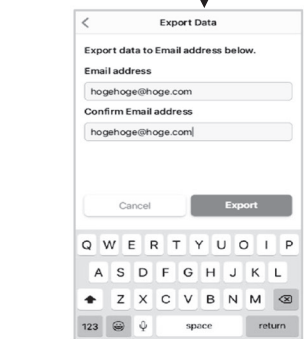 Export Data
Export data to Email address below.
Email address
hogehoge@hoge.com
Confirm Email address
hogehoge@hoge.com
Cancel Export
Q W E R T Y U O I P
A S D F G H J K L
Z X C V B N M
123 space return